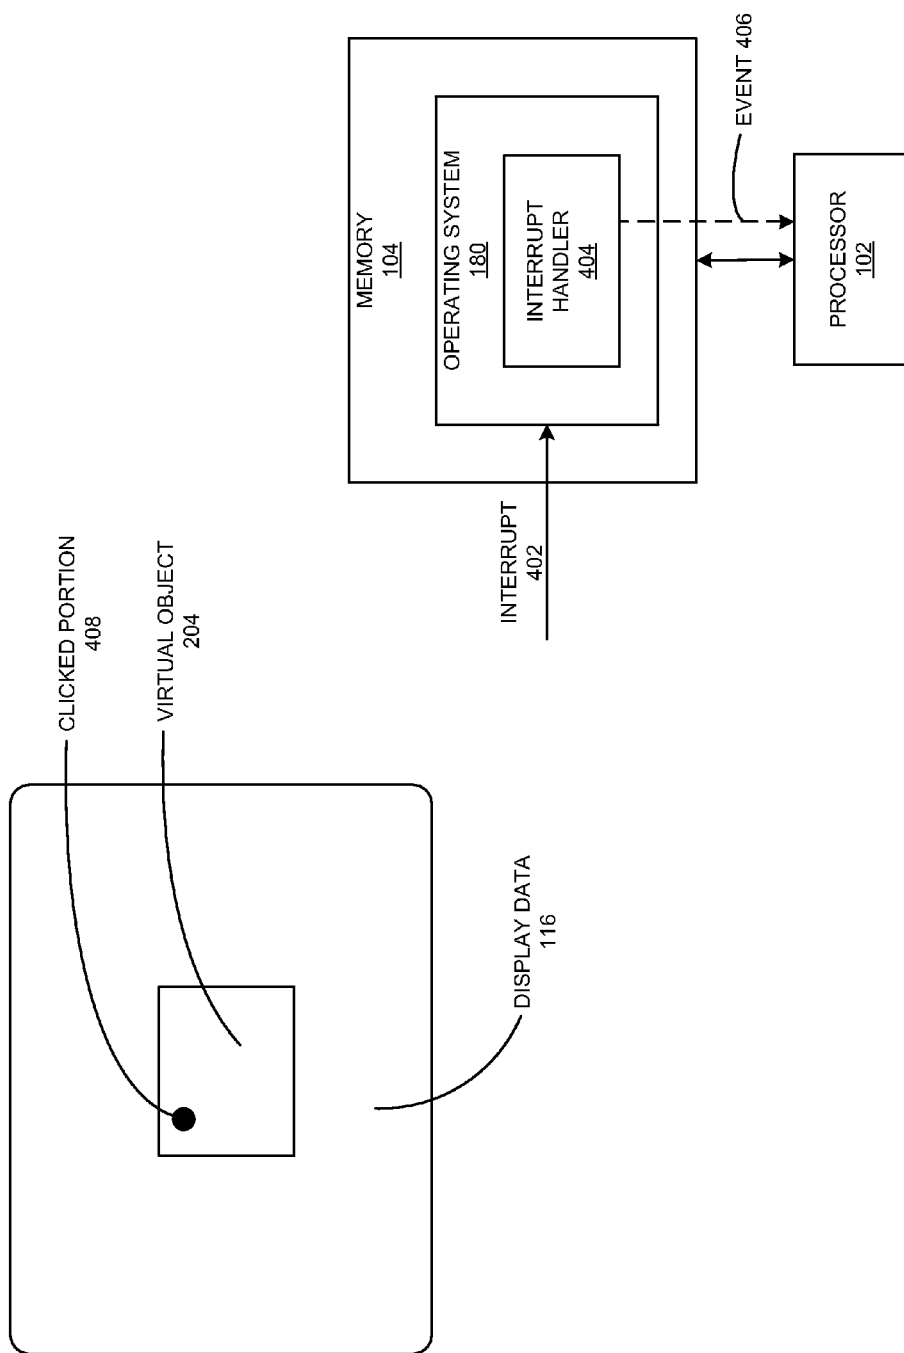 CLICKED PORTION
408
VIRTUAL OBJECT
204
DISPLAY DATA
116
MEMORY
104
OPERATING SYSTEM
180
INTERRUPT
HANDLER
404
INTERRUPT
402
EVENT 406
PROCESSOR
102